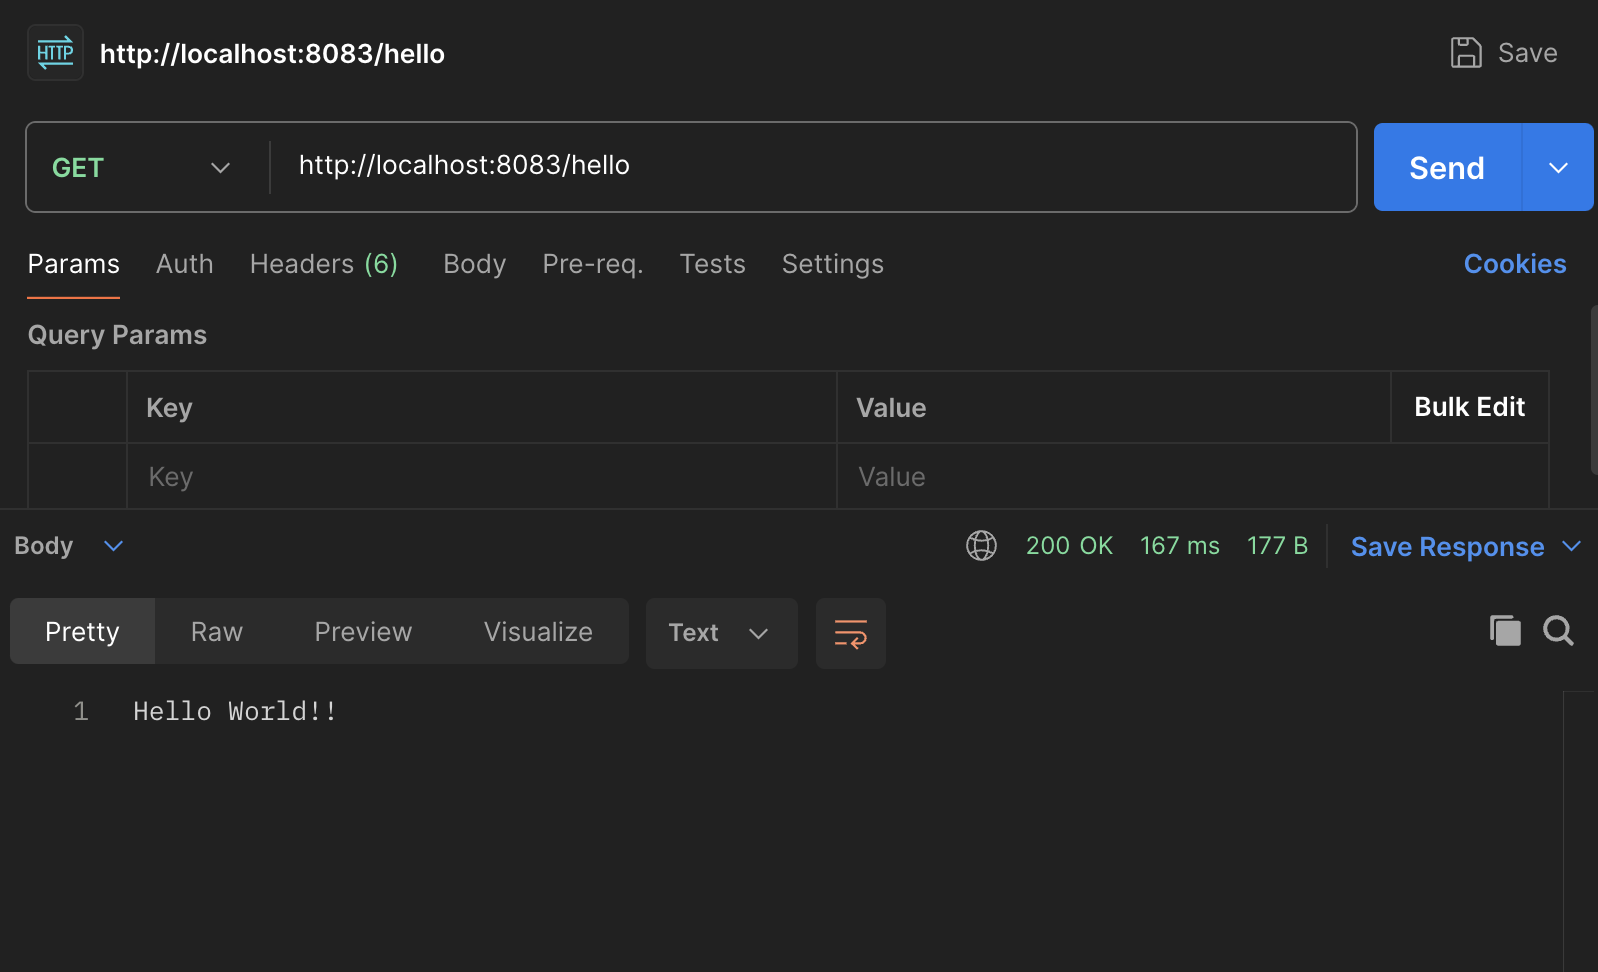 HTTP http://localhost:8083/hello Save
GET http://localhost:8083/hello Send
Params Auth Headers (6) Body Pre-req. Tests Settings Cookies
Query Params
Key Value Bulk Edit
Key Value
Body 200 OK 167 ms 177 B Save Response
Pretty Raw Preview Visualize Text
1 Hello World!!